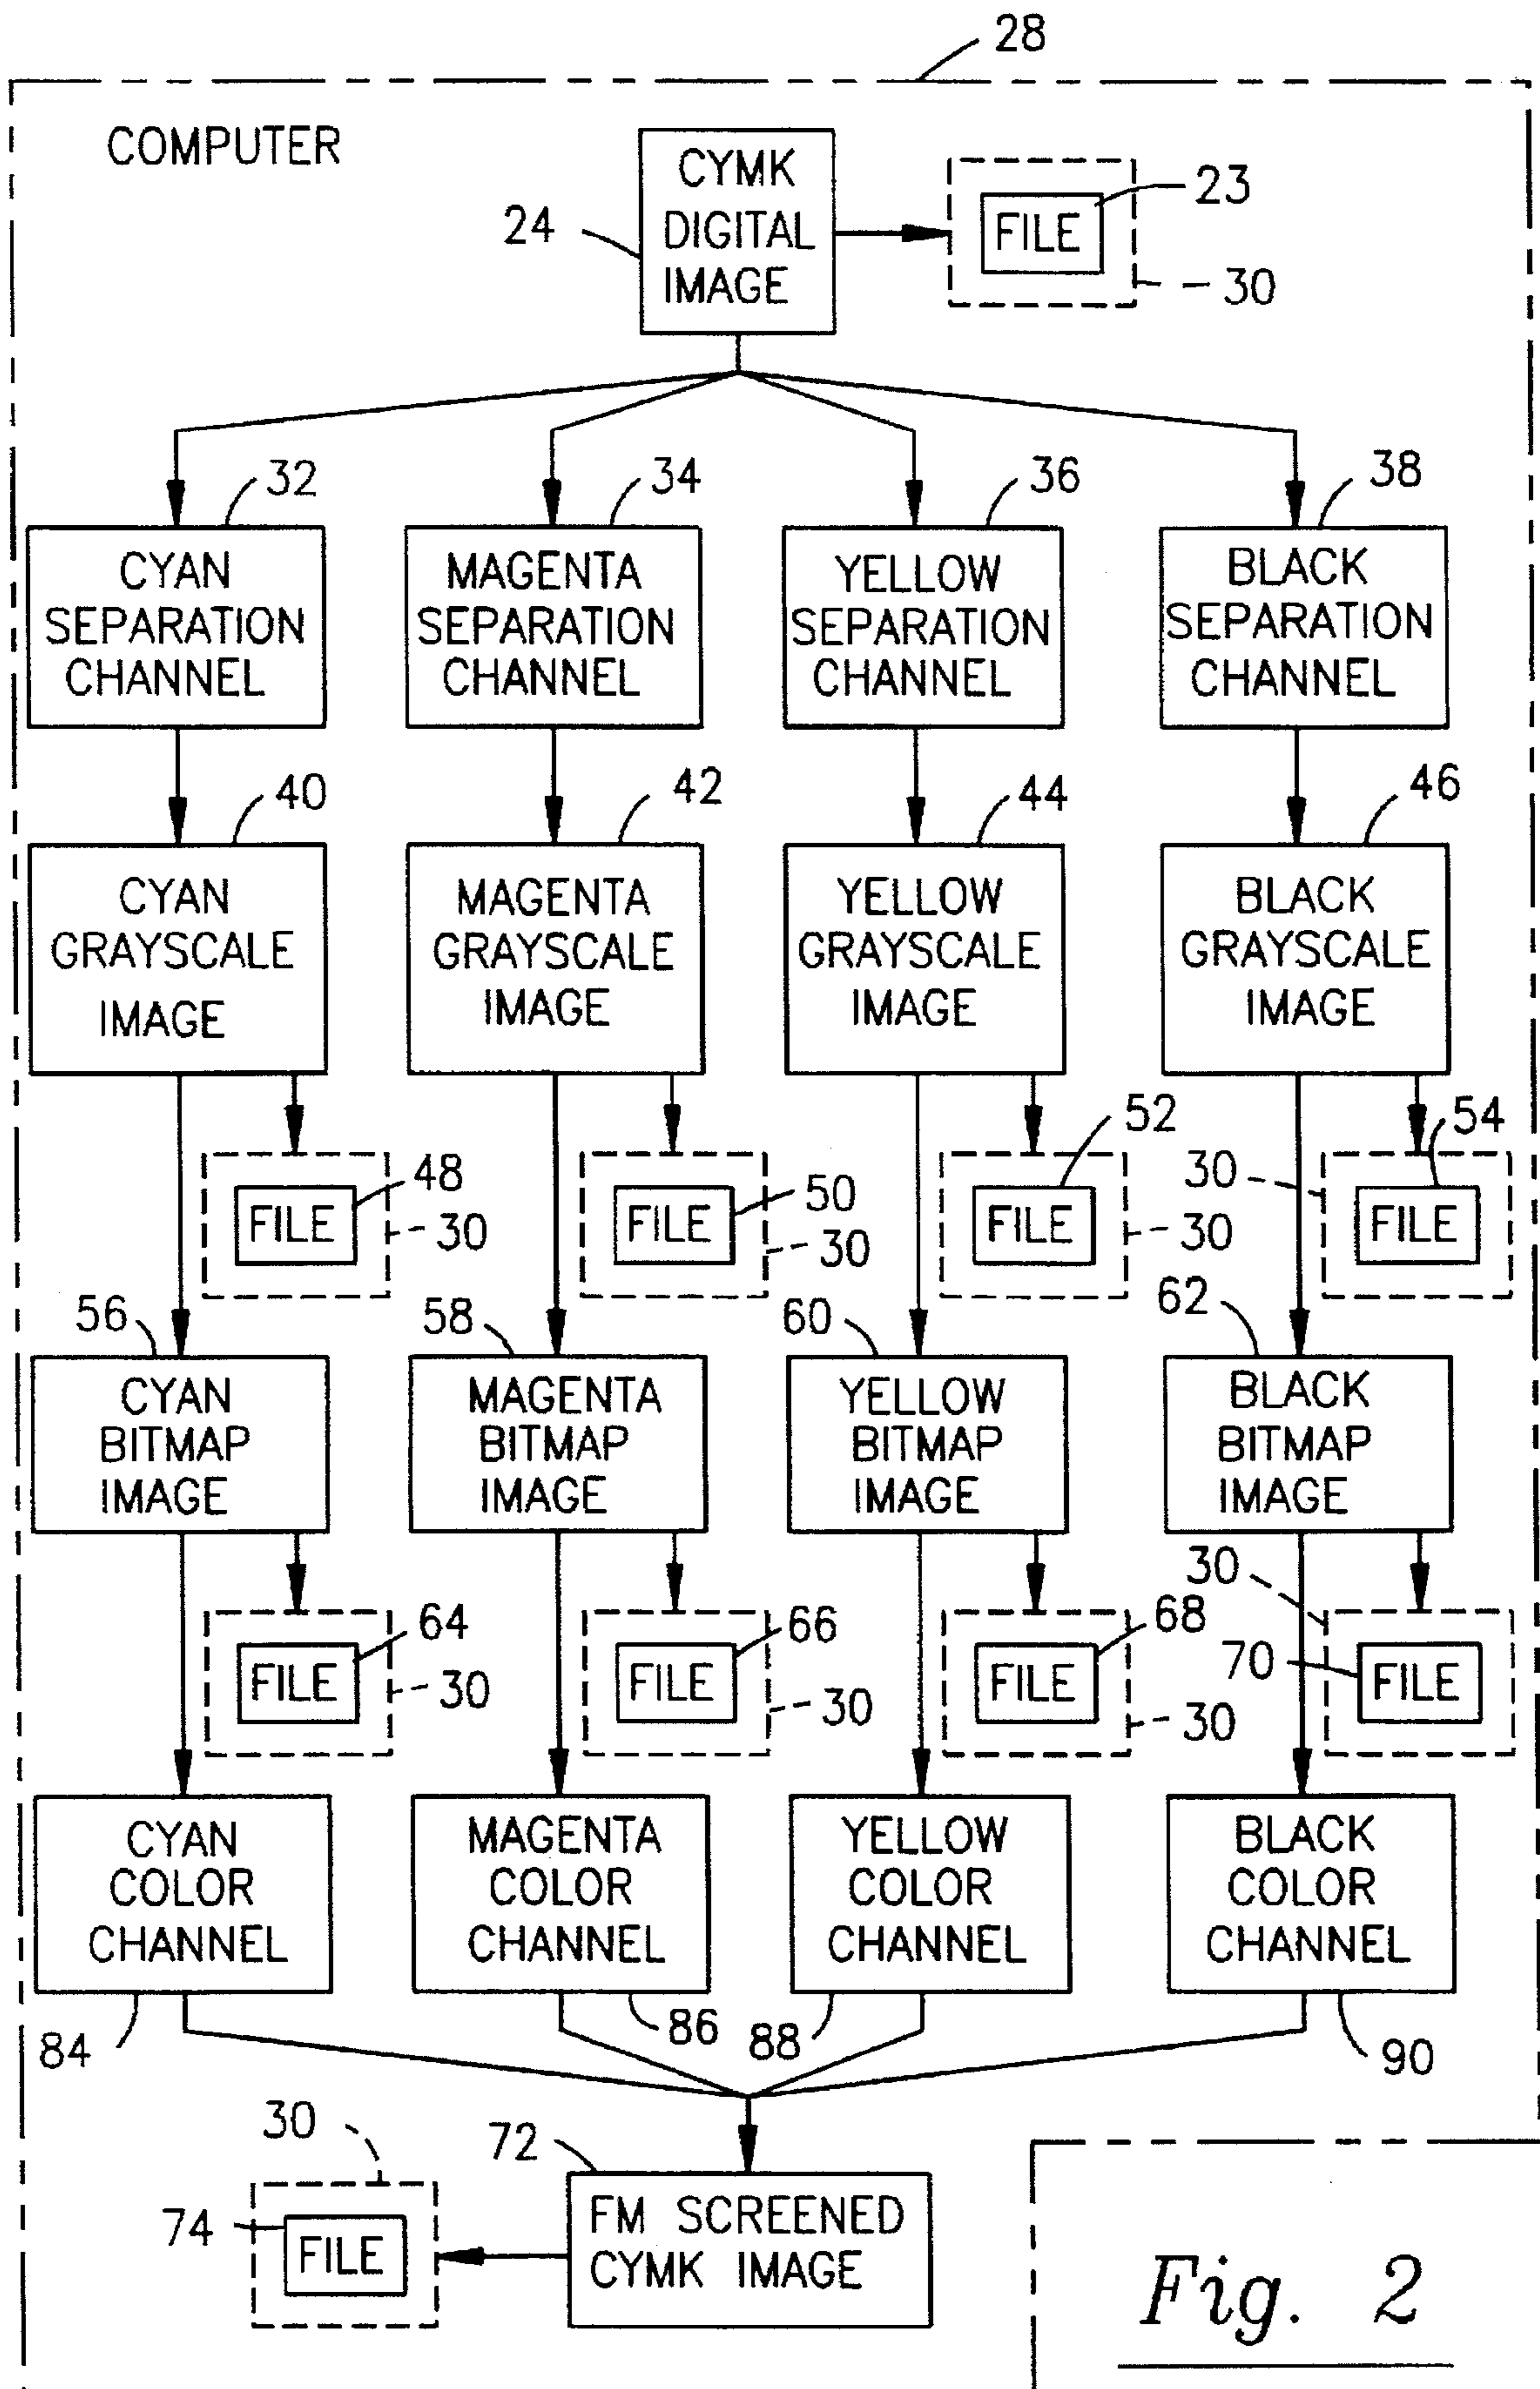 28
COMPUTER
CYMK
DIGITAL
IMAGE
24
FILE
23
30
32
34
36
38
CYAN
SEPARATION
CHANNEL
MAGENTA
SEPARATION
CHANNEL
YELLOW
SEPARATION
CHANNEL
BLACK
SEPARATION
CHANNEL
40
42
44
46
CYAN
GRAYSCALE
IMAGE
MAGENTA
GRAYSCALE
IMAGE
YELLOW
GRAYSCALE
IMAGE
BLACK
GRAYSCALE
IMAGE
FILE
48
30
FILE
50
30
FILE
52
30
30
FILE
54
56
58
60
62
CYAN
BITMAP
IMAGE
MAGENTA
BITMAP
IMAGE
YELLOW
BITMAP
IMAGE
BLACK
BITMAP
IMAGE
FILE
64
30
FILE
66
30
FILE
68
30
30
70
FILE
CYAN
COLOR
CHANNEL
MAGENTA
COLOR
CHANNEL
YELLOW
COLOR
CHANNEL
BLACK
COLOR
CHANNEL
84
86
88
90
30
74
FILE
72
FM SCREENED
CYMK IMAGE
Fig. 2